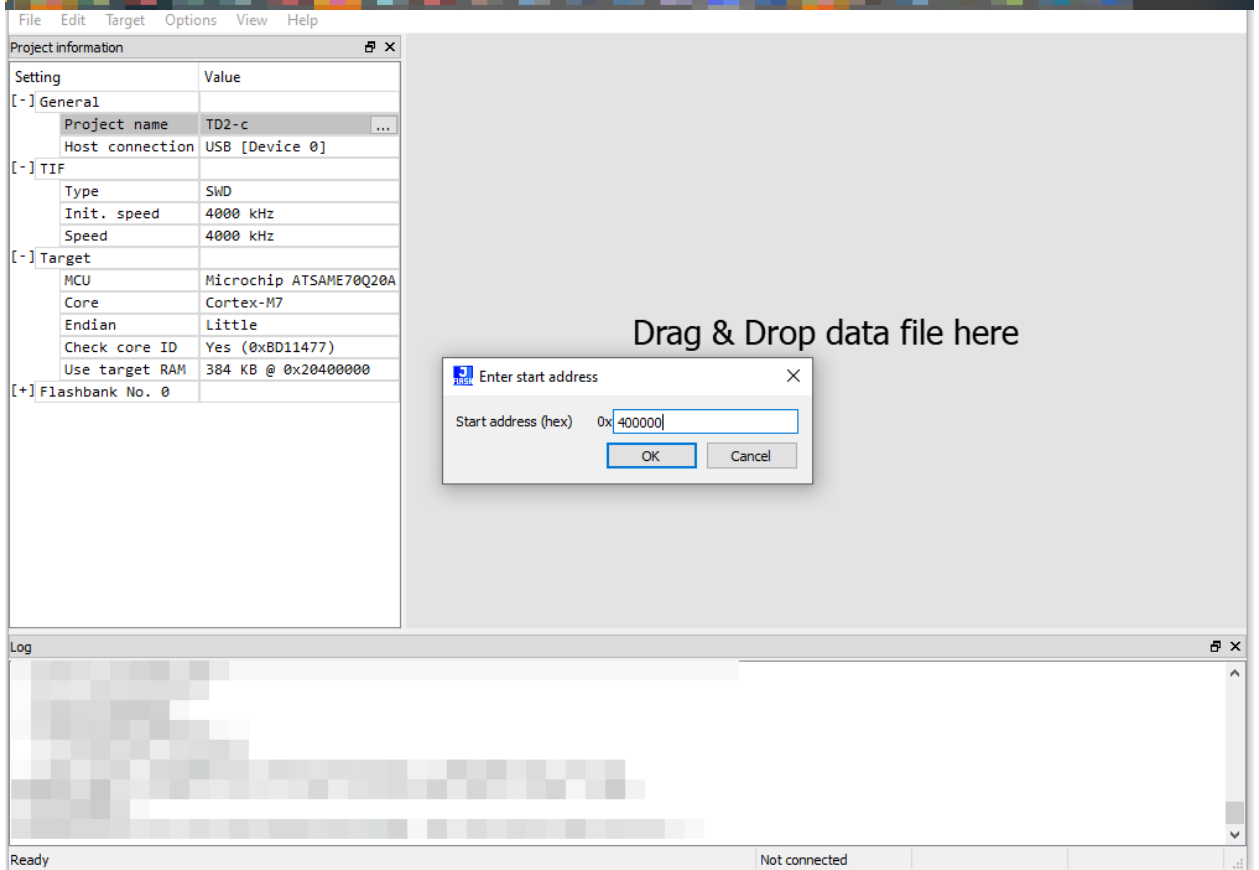 File Edit Target Options View Help
Project information
Setting Value
[-] General
Project name TD2-c ...
Host connection USB [Device 0]
[-] TIF
Type SWD
Init. speed 4000 kHz
Speed 4000 kHz
[-] Target
MCU Microchip ATSAME70Q20A
Core Cortex-M7
Endian Little
Check core ID Yes (0xBD11477)
Use target RAM 384 KB @ 0x20400000
[+] Flashbank No. 0
Drag & Drop data file here
J FLASH Enter start address
Start address (hex) 0x 400000
OK Cancel
Log
Ready Not connected